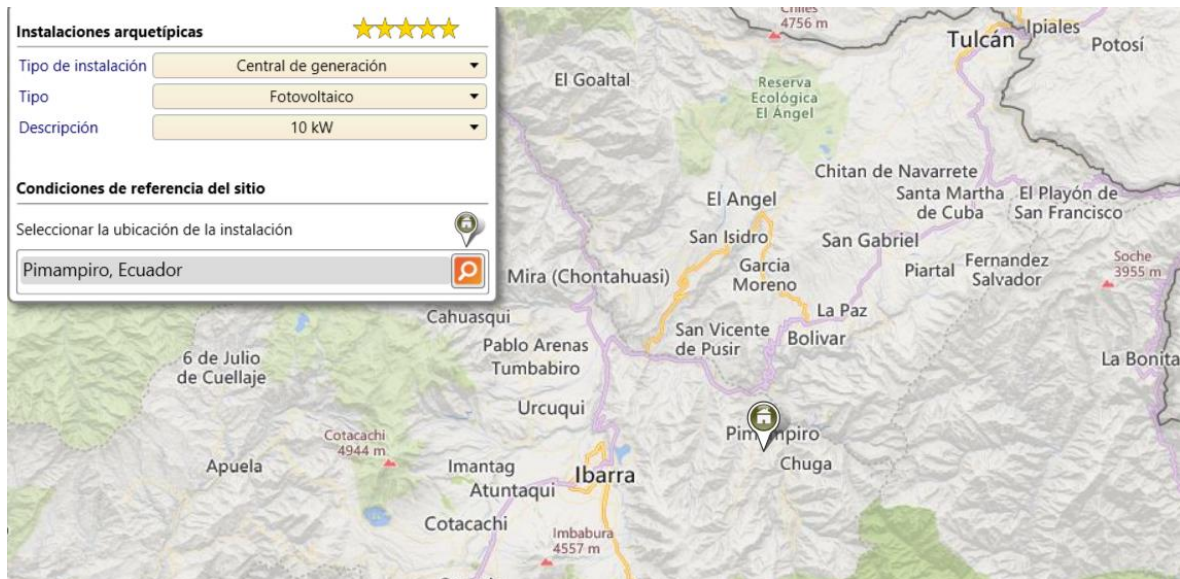 Instalaciones arquetípicas
Tipo de instalación
Central de generación
Tipo
Fotovoltaico
Descripción
10 kW
Condiciones de referencia del sitio
Seleccionar la ubicación de la instalación
Pimampiro, Ecuador
4756 m
Tulcán
Ipiales
Potosí
El Goaltal
Reserva
Ecológica
El Ángel
Chitan de Navarrete
El Angel
Santa Martha
de Cuba
El Playón de
San Francisco
San Isidro
San Gabriel
Mira (Chontahuasi)
Garcia
Moreno
Piartal
Fernandez
Salvador
Soche
3955 m
Cahuasqui
La Paz
San Vicente
de Pusir
Bolivar
Pablo Arenas
Tumbabiro
6 de Julio
de Cuellaje
La Bonita
Urcuqui
Cotacachi
4944 m
Pimampiro
Apuela
Imantag
Chuga
Ibarra
Atuntaqui
Cotacachi
Imbabura
4557 m